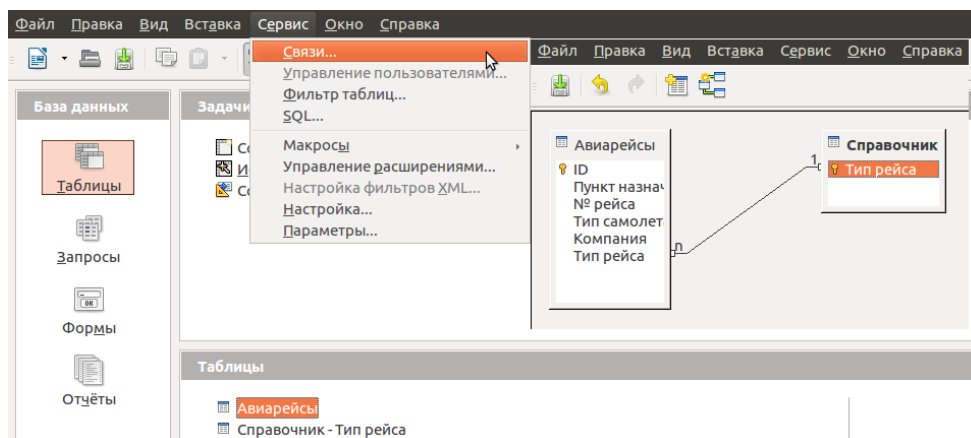 Файл Правка Вид Вставка Сервис Окно Справка
База данных
Таблицы
Запросы
Формы
Отчёты
Задачи
Связи...
Управление пользователями...
Фильтр таблиц...
SQL...
Макросы
Управление расширениями...
Настройка фильтров XML...
Настройка...
Параметры...
Файл Правка Вид Вставка Сервис Окно Справка
Авиарейсы
ID
Пункт назнач
№ рейса
Тип самолет
Компания
Тип рейса
n
1
Справочник
Тип рейса
Таблицы
Авиарейсы
Справочник - Тип рейса